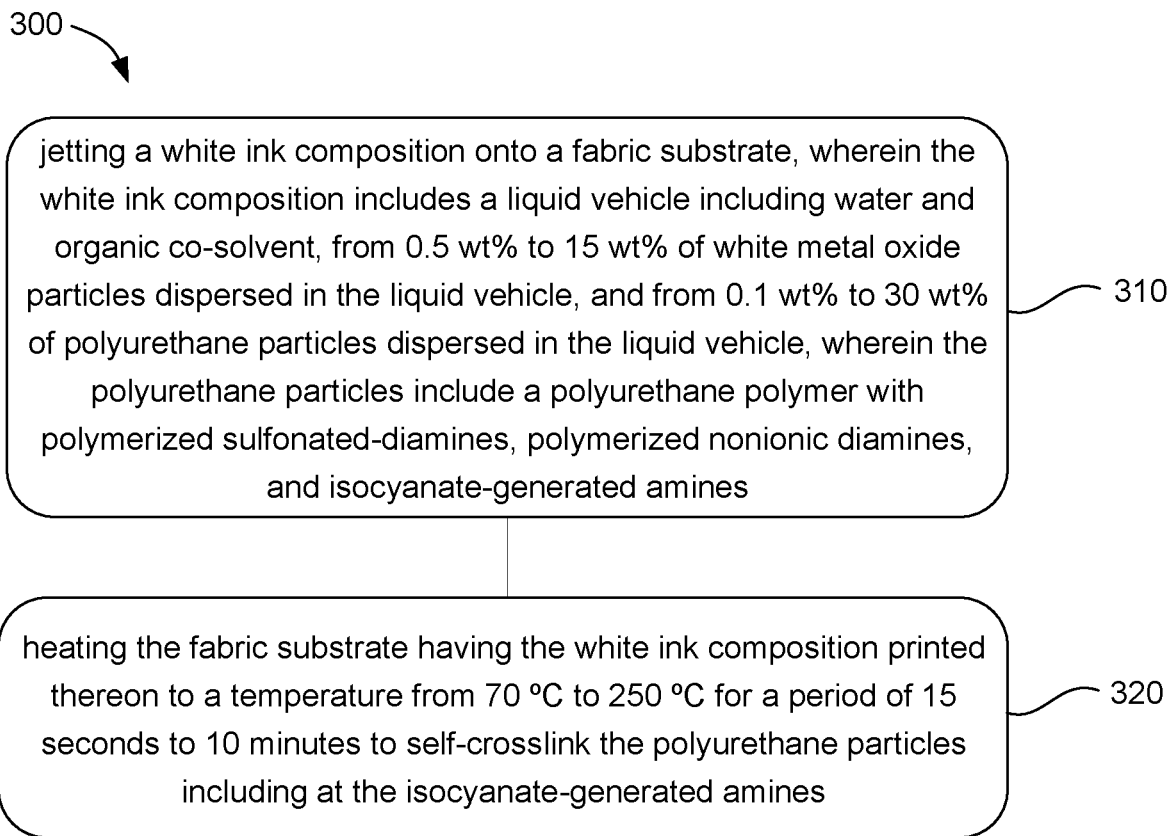 300
jetting a white ink composition onto a fabric substrate, wherein the
white ink composition includes a liquid vehicle including water and
organic co-solvent, from 0.5 wt% to 15 wt% of white metal oxide
particles dispersed in the liquid vehicle, and from 0.1 wt% to 30 wt%
of polyurethane particles dispersed in the liquid vehicle, wherein the
polyurethane particles include a polyurethane polymer with
polymerized sulfonated-diamines, polymerized nonionic diamines,
and isocyanate-generated amines
310
heating the fabric substrate having the white ink composition printed
thereon to a temperature from 70 ºC to 250 ºC for a period of 15
seconds to 10 minutes to self-crosslink the polyurethane particles
including at the isocyanate-generated amines
320